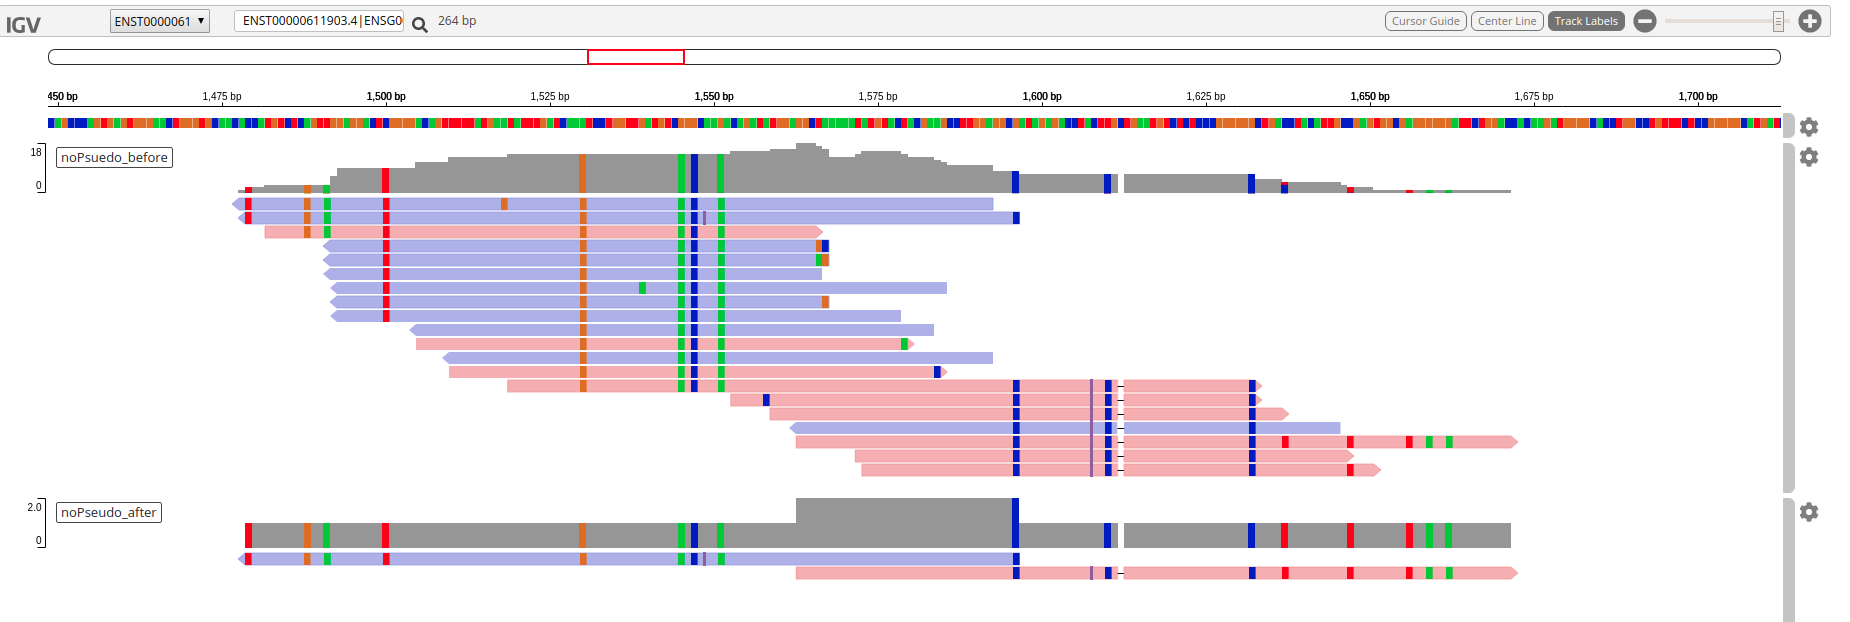 IGV ENST0000061 ENST00000611903.4|ENSG0 264 bp Cursor Guide Center Line Track Labels
450 bp 1,475 bp 1,500 bp 1,525 bp 1,550 bp 1,575 bp 1,600 bp 1,625 bp 1,650 bp 1,675 bp 1,700 bp
18 noPsuedo_before
0
2.0 noPseudo_after
0